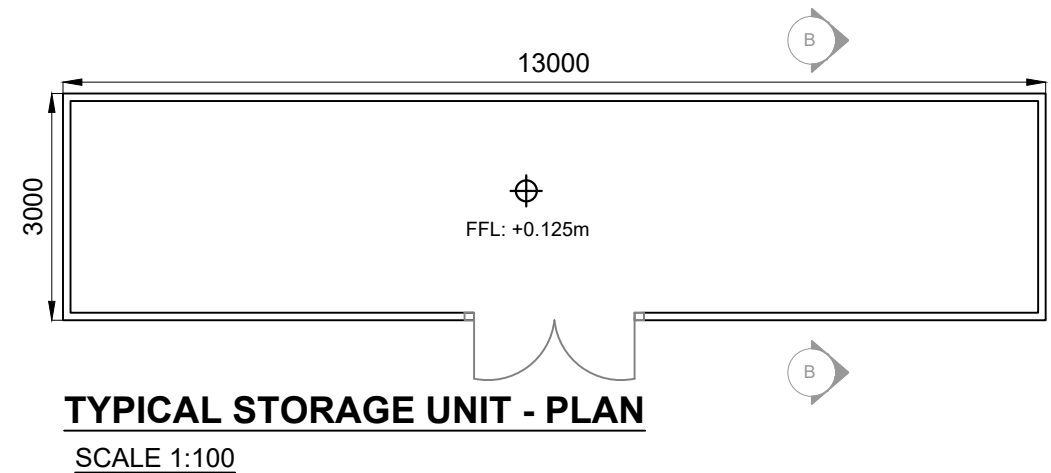 B
13000
3000
FFL: +0.125m
B
TYPICAL STORAGE UNIT - PLAN
SCALE 1:100